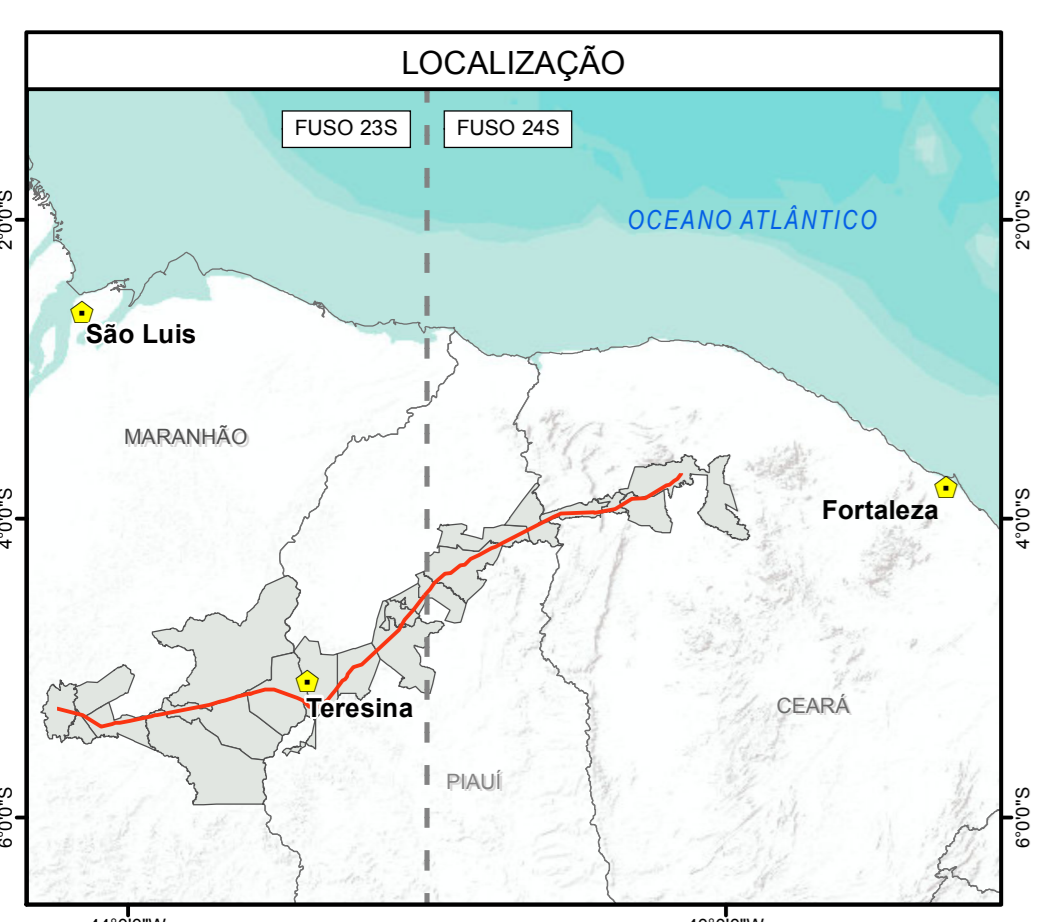 LOCALIZAÇÃO
FUSO 23S
FUSO 24S
2°0'0"S
2°0'0"S
OCEANO ATLÂNTICO
São Luis
MARANHÃO
4°0'0"S
4°0'0"S
Fortaleza
Teresina
CEARÁ
PIAUÍ
6°0'0"S
6°0'0"S